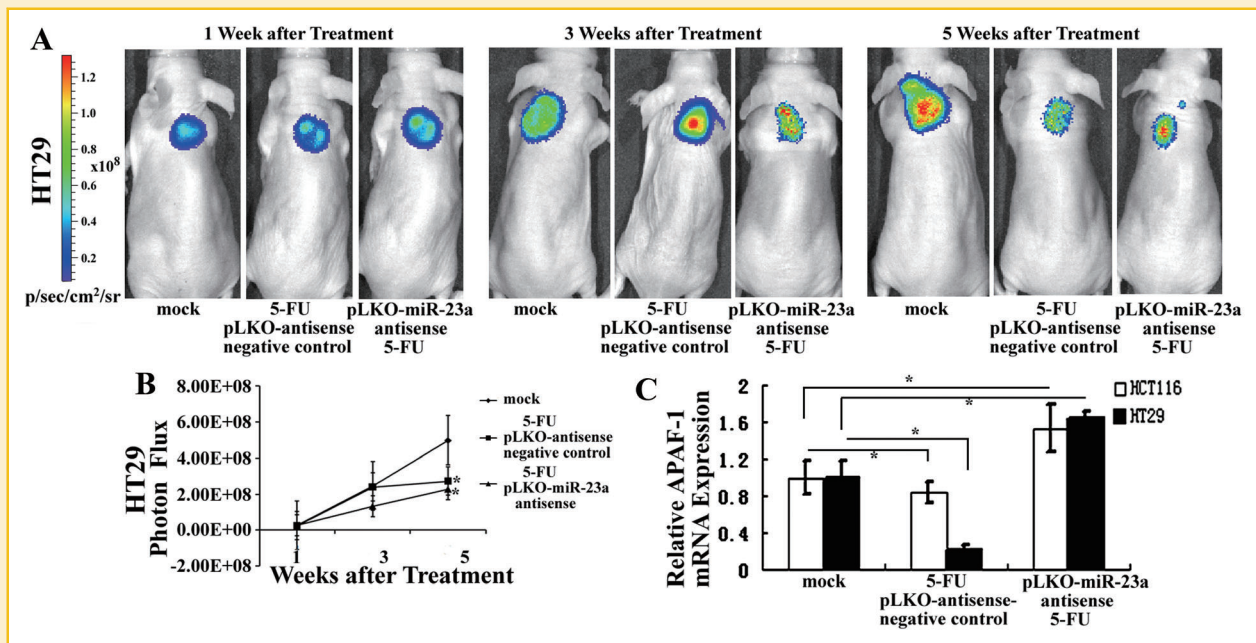 A
1 Week after Treatment
3 Weeks after Treatment
5 Weeks after Treatment
HT29
1.2
1.0
0.8
x10^8
0.6
0.4
0.2
p/sec/cm²/sr
mock
5-FU
pLKO-antisense
negative control
pLKO-miR-23a
antisense
5-FU
mock
5-FU
pLKO-antisense
negative control
pLKO-miR-23a
antisense
5-FU
mock
5-FU
pLKO-antisense
negative control
pLKO-miR-23a
antisense
5-FU
B
HT29
Photon Flux
8.00E+08
6.00E+08
4.00E+08
2.00E+08
0.00E+00
-2.00E+08
1
3
5
Weeks after Treatment
*
*
mock
5-FU
pLKO-antisense
negative control
5-FU
pLKO-miR-23a
antisense
C
Relative APAF-1
mRNA Expression
2
1.6
1.2
0.8
0.4
0
*
*
*
*
HCT116
HT29
mock
5-FU
pLKO-antisense-
negative control
pLKO-miR-23a
antisense
5-FU